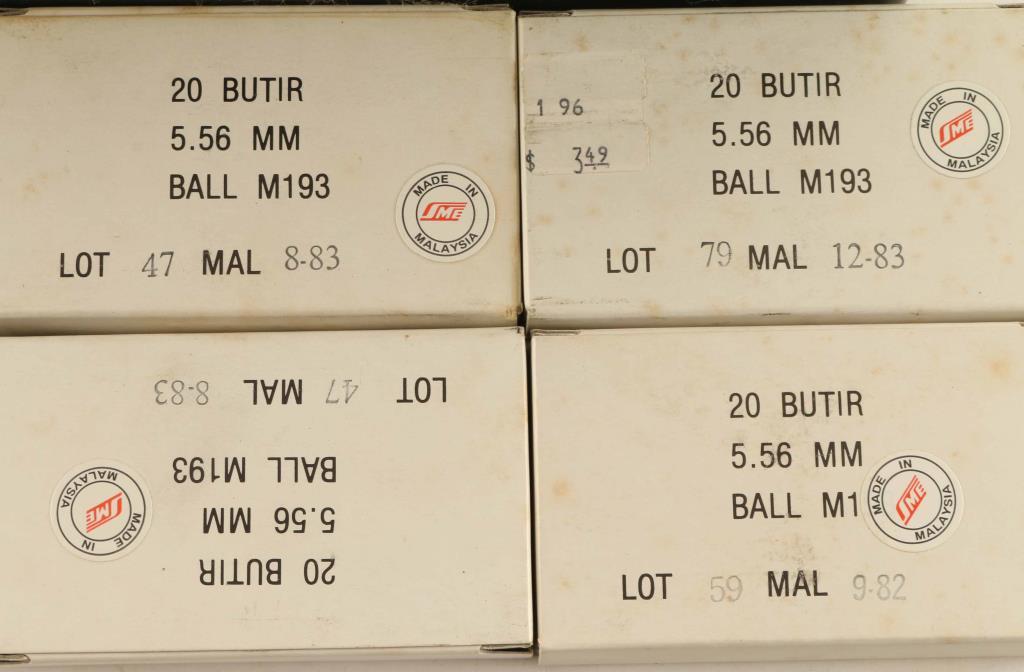 20 BUTIR
5.56 MM
BALL M193
MADE IN
SME
MALAYSIA
LOT 47 MAL 8-83
1 96
$ 3.49
20 BUTIR
5.56 MM
BALL M193
MADE IN
SME
MALAYSIA
LOT 79 MAL 12-83
LOT 47 MAL 8-83
BALL M193
5.56 MM
20 BUTIR
MADE IN
SME
MALAYSIA
20 BUTIR
5.56 MM
BALL M1
MADE IN
SME
MALAYSIA
LOT 59 MAL 9-82